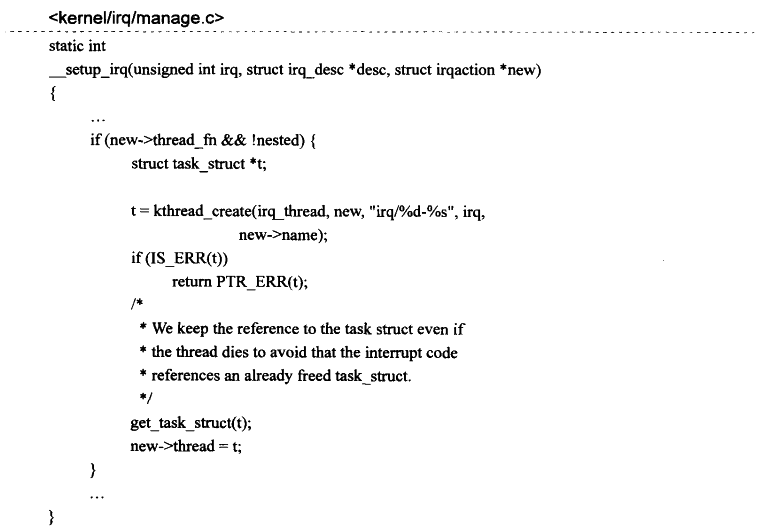 <kernel/irq/manage.c>
static int
__setup_irq(unsigned int irq, struct irq_desc *desc, struct irqaction *new)
{
…
if (new->thread_fn && !nested) {
struct task_struct *t;
t = kthread_create(irq_thread, new, "irq/%d-%s", irq,
new->name);
if (IS_ERR(t))
return PTR_ERR(t);
/*
* We keep the reference to the task struct even if
* the thread dies to avoid that the interrupt code
* references an already freed task_struct.
*/
get_task_struct(t);
new->thread = t;
}
…
}